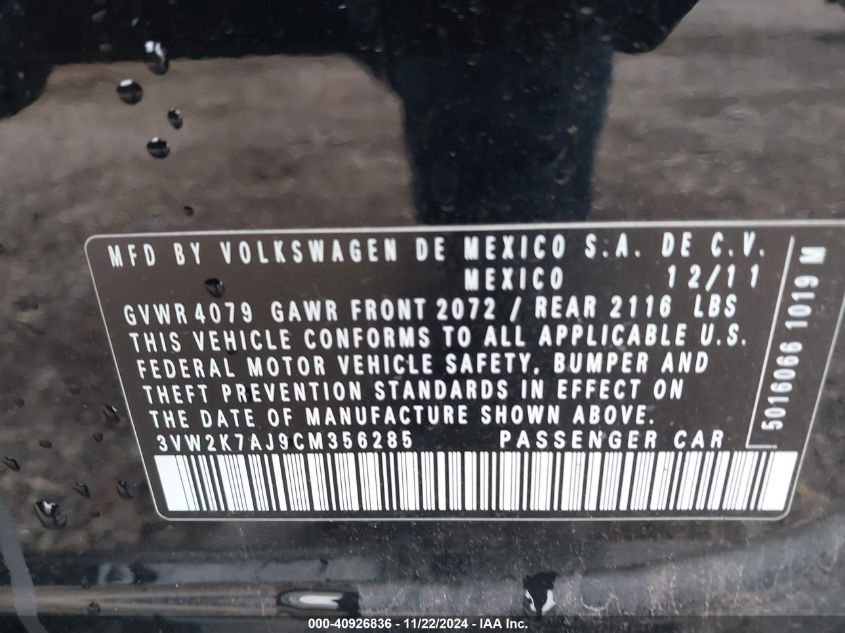 MFD BY VOLKSWAGEN DE MEXICO S.A. DE C.V.
MEXICO 12/11
GVWR 4079 GAWR FRONT 2072 / REAR 2116 LBS
THIS VEHICLE CONFORMS TO ALL APPLICABLE U.S.
FEDERAL MOTOR VEHICLE SAFETY, BUMPER AND
THEFT PREVENTION STANDARDS IN EFFECT ON
THE DATE OF MANUFACTURE SHOWN ABOVE.
3VW2K7AJ9CM356285 PASSENGER CAR
5016066 1019 M
000-40926836 - 11/22/2024 - IAA Inc.